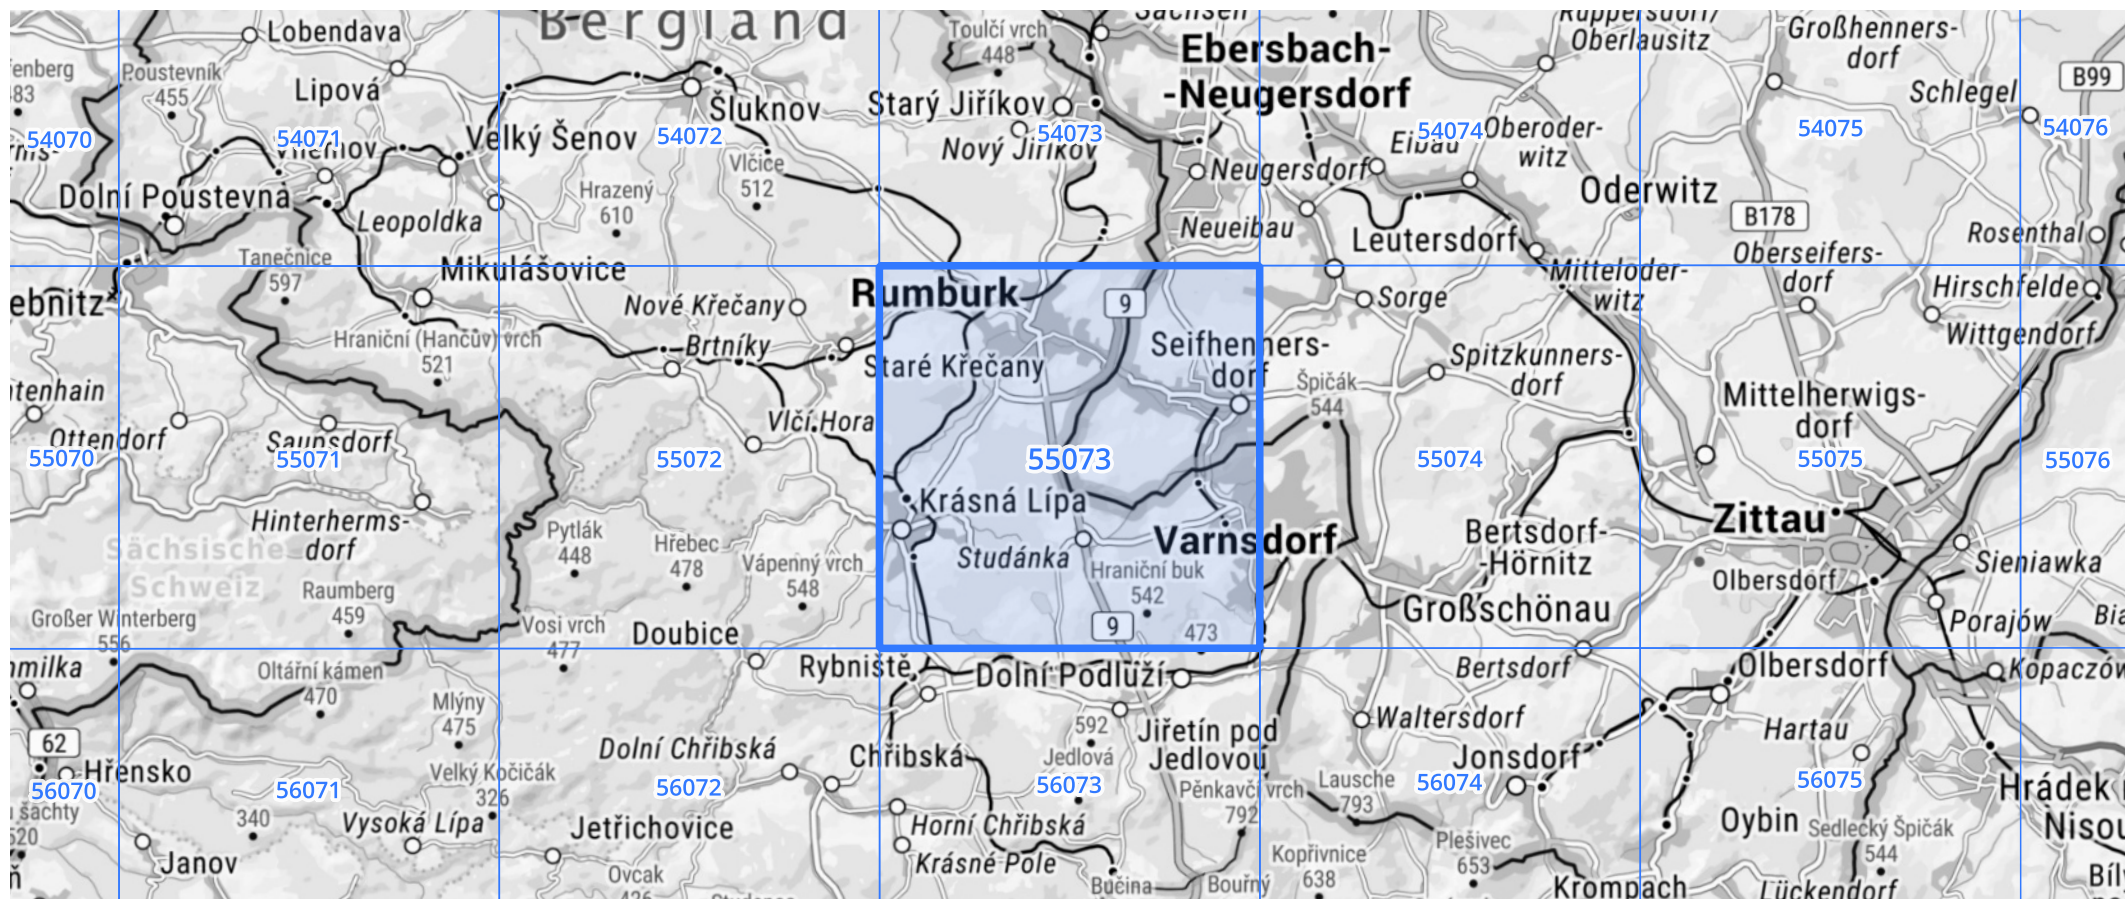 Bergland
Lobendava
Poustevník
455
Lipová
Šluknov
Velký Šenov
Dolní Poustevna
Leopoldka
Hrazený
610
Vlčice
512
Toulčí vrch
448
Sachsen
Ebersbach-
-Neugersdorf
Starý Jiříkov
Nový Jiříkov
Neugersdorf
Neueibau
Ruppersdorf/
Oberlausitz
Eibau
Oberoder-
witz
Oderwitz
Leutersdorf
Großhenners-
dorf
Schlegel
B99
B178
Rosenthal
Oberseifers-
dorf
Hirschfelde
Wittgendorf
54070
54071
54072
54073
54074
54075
54076
Tanečnice
597
Mikulášovice
Nové Křečany
Hraniční (Hančův) vrch
521
Brtníky
Vlčí Hora
Rumburk
9
Staré Křečany
Seifhenners-
dorf
Špičák
544
Sorge
Mitteloder-
witz
Spitzkunners-
dorf
Mittelherwigs-
dorf
Ottendorf
Saupsdorf
Hinterherms-
dorf
Sächsische
Schweiz
Raumberg
459
Großer Winterberg
556
Pytlák
448
Hřebec
478
Vápenný vrch
548
Vosi vrch
477
Doubice
Krásná Lípa
Studánka
Varnsdorf
Hraniční buk
542
9
473
Bertsdorf-
-Hörnitz
Großschönau
Zittau
Olbersdorf
Sieniawka
Porajów
55070
55071
55072
55073
55074
55075
55076
Oltářní kámen
470
Mlýny
475
Rybniště
Dolní Podluží
Bertsdorf
Olbersdorf
Kopaczów
62
Hřensko
Dolní Chřibská
Chřibská
592
Jedlová
Jiřetín pod
Jedlovou
Waltersdorf
Jonsdorf
Hartau
Velký Kočičák
326
340
Vysoká Lípa
Jetřichovice
Janov
Horní Chřibská
Krásné Pole
Pěnkavčí vrch
792
Lausche
793
Plešivec
653
Kopřivnice
638
Oybin
Sedlecký Špičák
544
Ovčak
Bučina
Bouřný
Krompach
Lückendorf
56070
56071
56072
56073
56074
56075